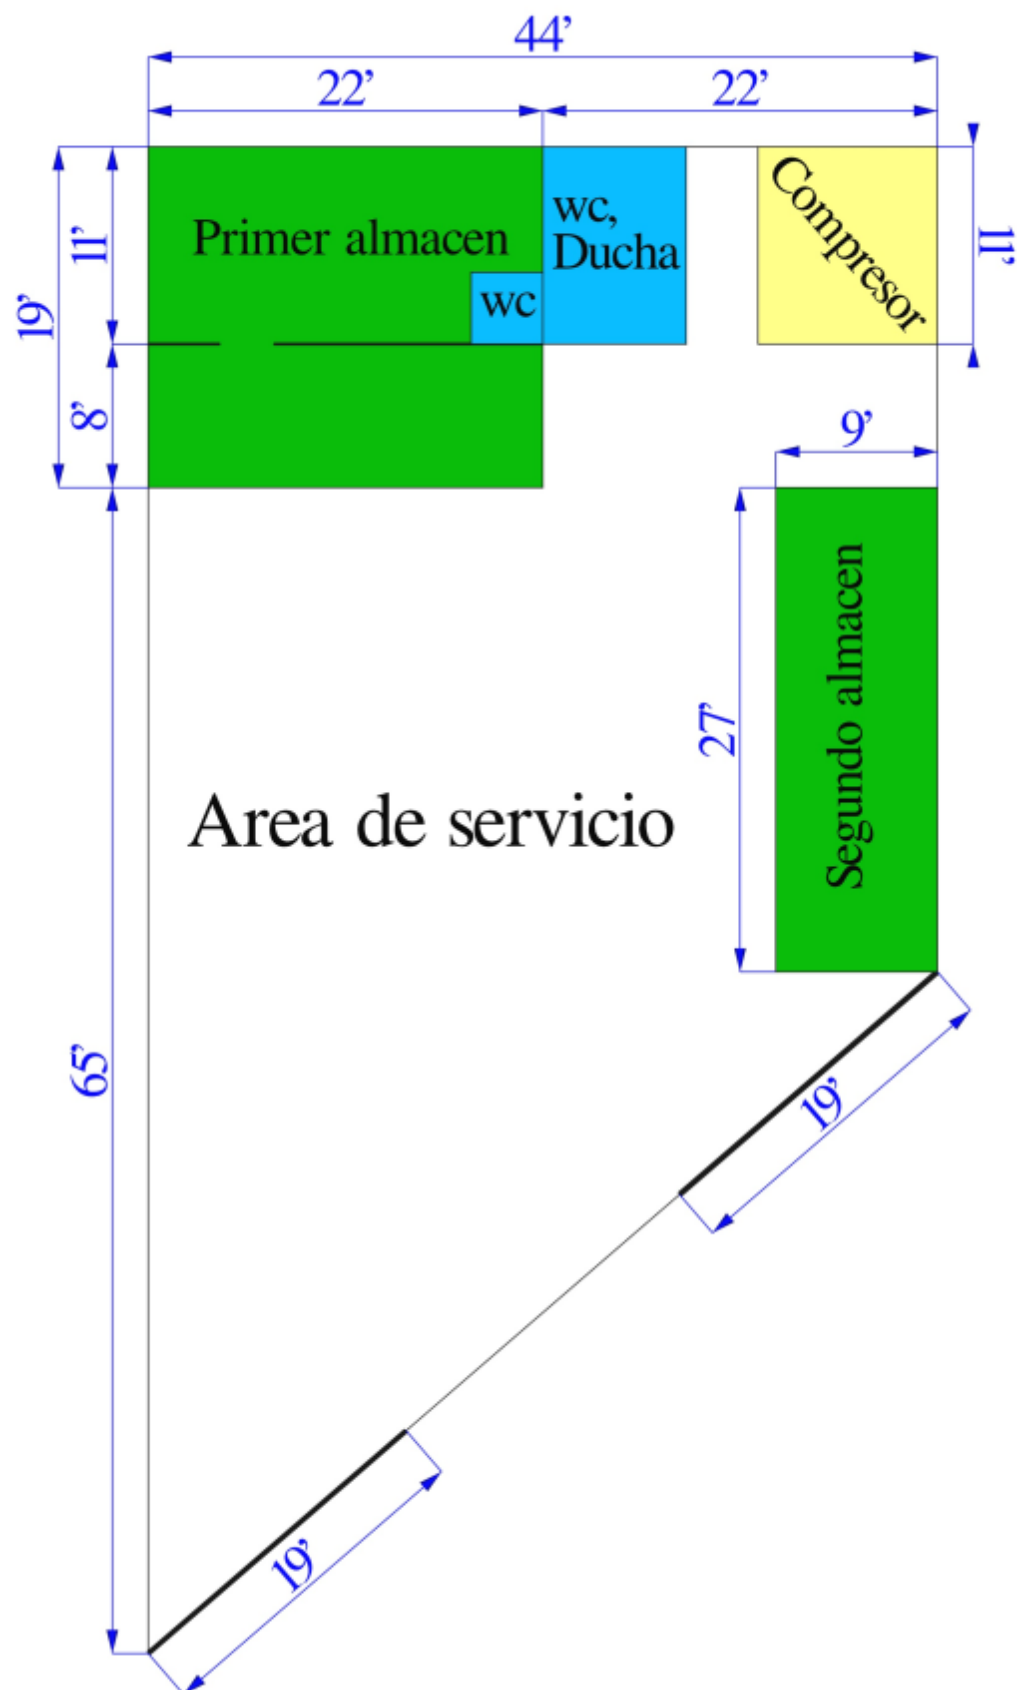 44’
22’
22’
Primer almacen
wc,
Ducha
Compresor
wc
11’
19’
11’
8’
9’
27’
Segundo almacen
Area de servicio
65’
19’
19’